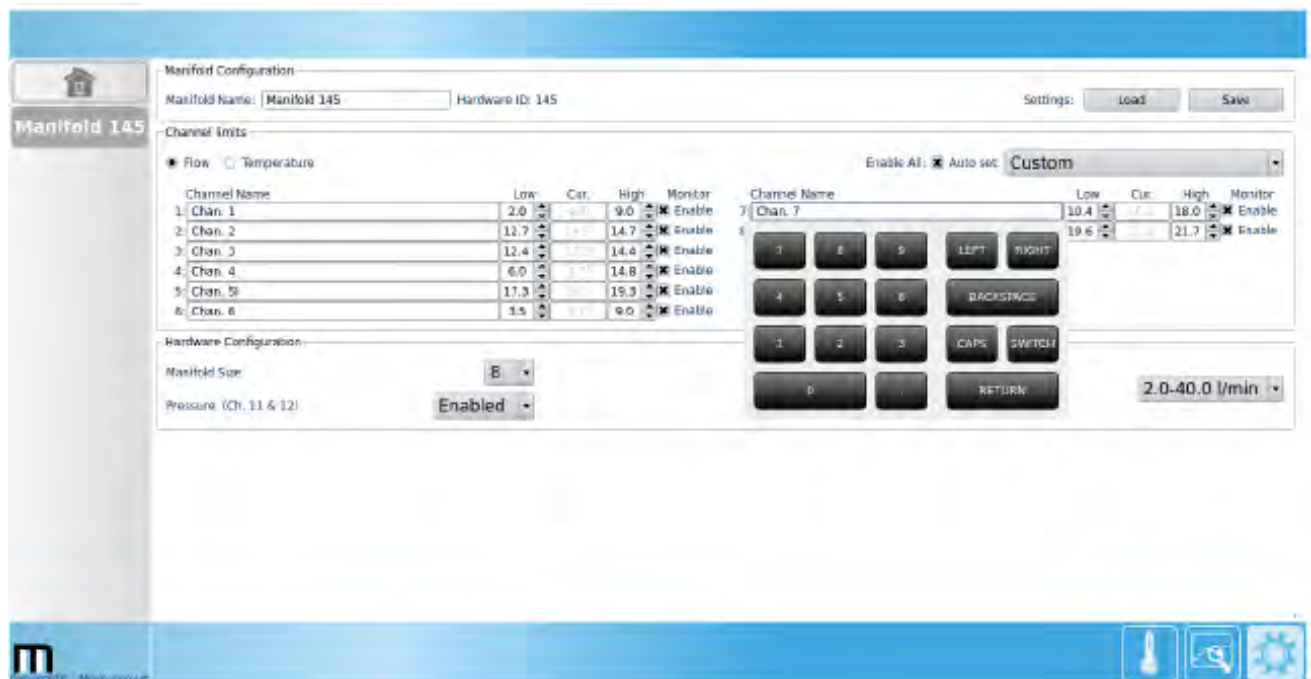 Manifold Configuration
Manifold Name: Manifold 145 Hardware ID: 145 Settings: Load Save
Manifold 145
Channel limits
Flow Temperature Enable All: Auto set Custom
Channel Name Low Cur. High Monitor Channel Name Low Cur. High Monitor
1: Chan. 1 2.0 9.0 Enable 7: Chan. 7 10.4 18.0 Enable
2: Chan. 2 12.7 14.7 Enable 19.6 21.7 Enable
3: Chan. 3 12.4 14.4 Enable
4: Chan. 4 6.0 14.8 Enable
5: Chan. 5 17.3 19.3 Enable
6: Chan. 6 3.5 9.0 Enable
7 8 9 LEFT RIGHT
4 5 6 BACKSPACE
1 2 3 CAPS SWITCH
0 . RETURN
Hardware Configuration
Manifold Size 8
Pressure (Ch. 11 & 12) Enabled 2.0-40.0 l/min